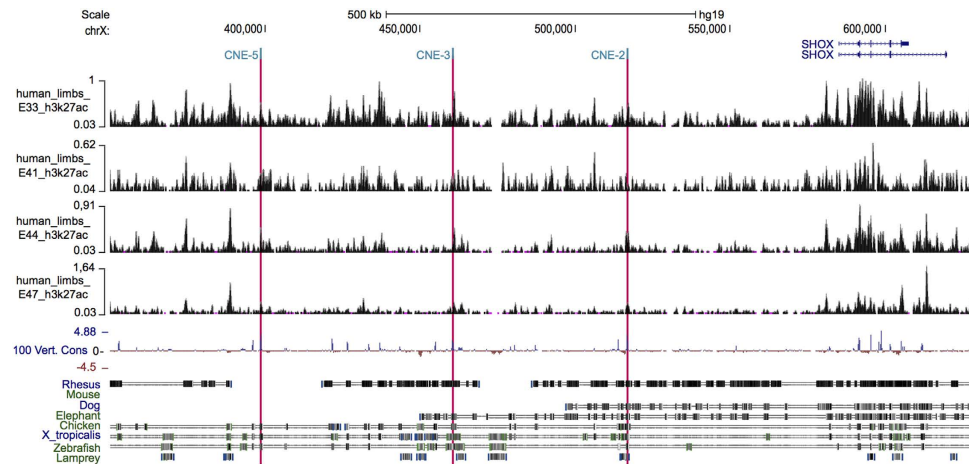 Scale 500 kb hg19
chrX: 400,000 450,000 500,000 550,000 600,000
SHOX
CNE-5 CNE-3 CNE-2 SHOX
1
human_limbs_
E33_h3k27ac
0.03
0.62
human_limbs_
E41_h3k27ac
0.04
0,91
human_limbs_
E44_h3k27ac
0.03
1,64
human_limbs_
E47_h3k27ac
0.03
4.88
100 Vert. Cons 0-
-4.5
Rhesus
Mouse
Dog
Elephant
Chicken
X_tropicalis
Zebrafish
Lamprey